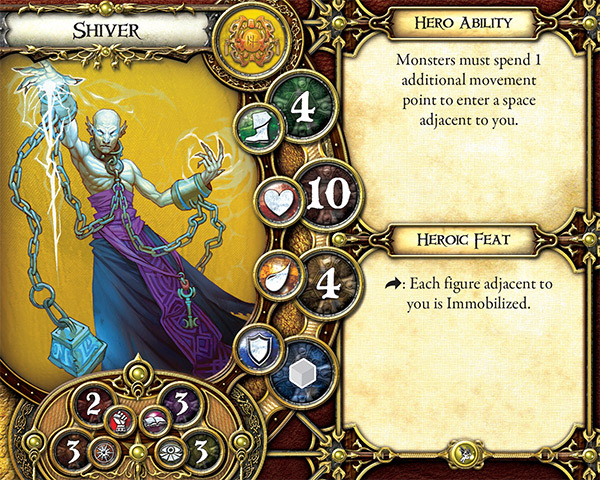 Shiver
4
10
4
2
3
3
3
Hero Ability
Monsters must spend 1
additional movement
point to enter a space
adjacent to you.
Heroic Feat
: Each figure adjacent to
you is Immobilized.